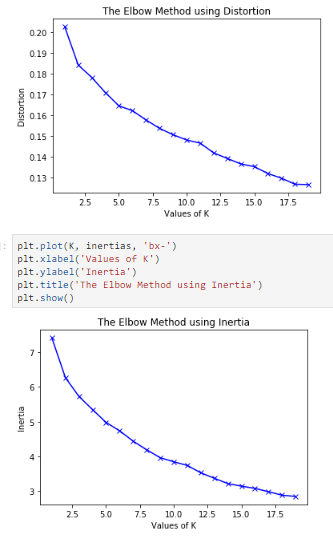 The Elbow Method using Distortion
0.20
0.19
0.18
0.17
0.16
0.15
0.14
0.13
Distortion
2.5 5.0 7.5 10.0 12.5 15.0 17.5
Values of K
]:
plt.plot(K, inertias, 'bx-')
plt.xlabel('Values of K')
plt.ylabel('Inertia')
plt.title('The Elbow Method using Inertia')
plt.show()
The Elbow Method using Inertia
7
6
5
4
3
Inertia
2.5 5.0 7.5 10.0 12.5 15.0 17.5
Values of K